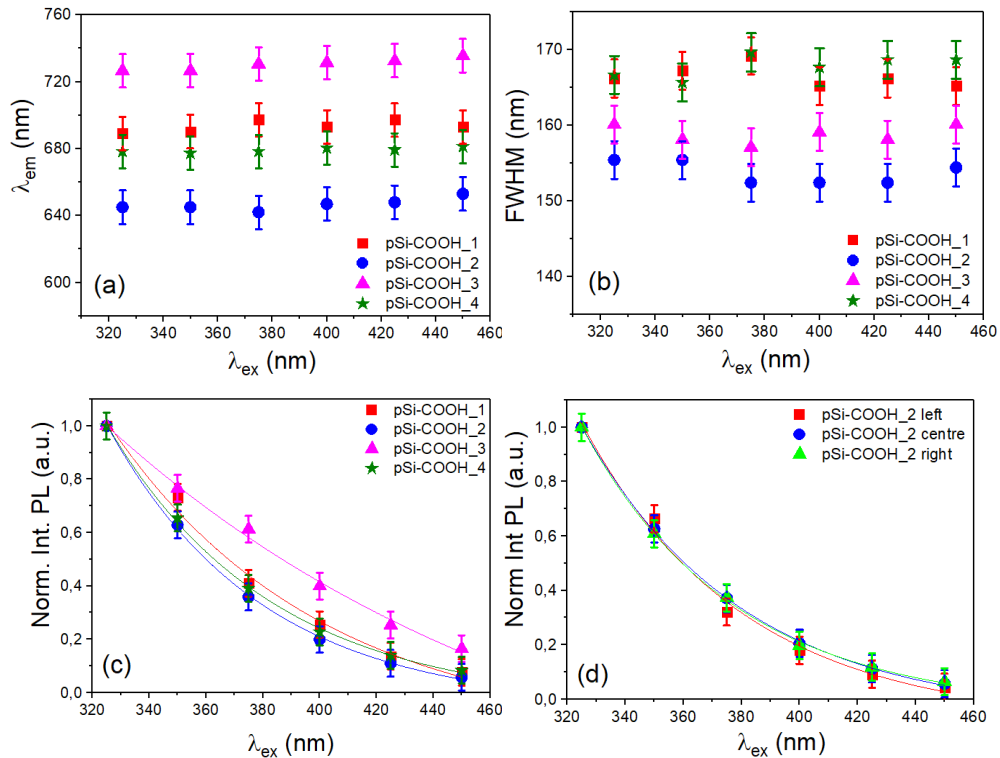 760
720
680
640
600
λem (nm)
(a)
pSi-COOH_1
pSi-COOH_2
pSi-COOH_3
pSi-COOH_4
320 340 360 380 400 420 440 460
λex (nm)
170
160
150
140
FWHM (nm)
(b)
pSi-COOH_1
pSi-COOH_2
pSi-COOH_3
pSi-COOH_4
320 340 360 380 400 420 440 460
λex (nm)
1,0
0,8
0,6
0,4
0,2
0,0
Norm. Int. PL (a.u.)
(c)
pSi-COOH_1
pSi-COOH_2
pSi-COOH_3
pSi-COOH_4
320 340 360 380 400 420 440 460
λex (nm)
1,0
0,8
0,6
0,4
0,2
0,0
Norm Int PL (a.u.)
(d)
pSi-COOH_2 left
pSi-COOH_2 centre
pSi-COOH_2 right
320 340 360 380 400 420 440 460
λex (nm)